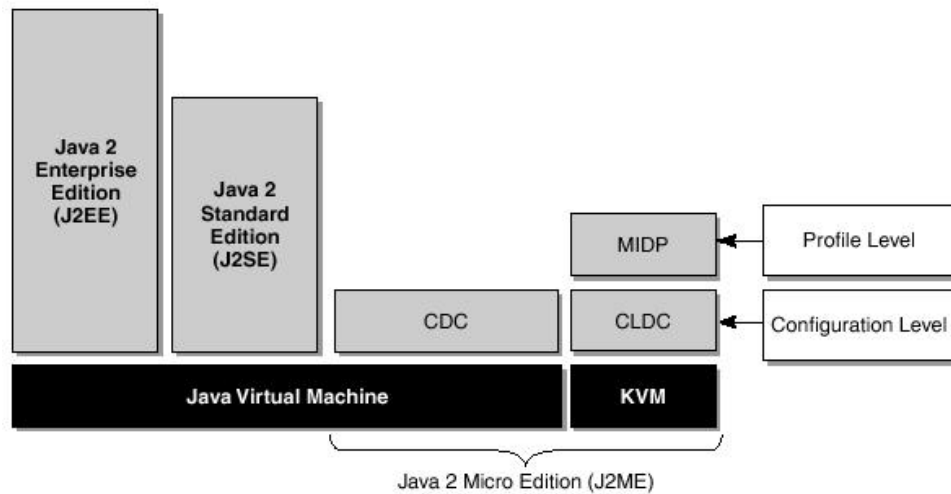 Java 2
Enterprise
Edition
(J2EE)
Java 2
Standard
Edition
(J2SE)
MIDP
Profile Level
CDC
CLDC
Configuration Level
Java Virtual Machine
KVM
Java 2 Micro Edition (J2ME)